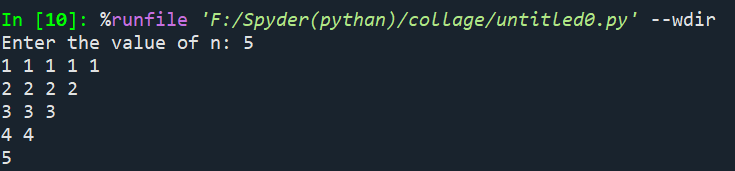 In [10]: %runfile 'F:/Spyder(pythan)/collage/untitled0.py' --wdir
Enter the value of n: 5
1 1 1 1 1
2 2 2 2
3 3 3
4 4
5